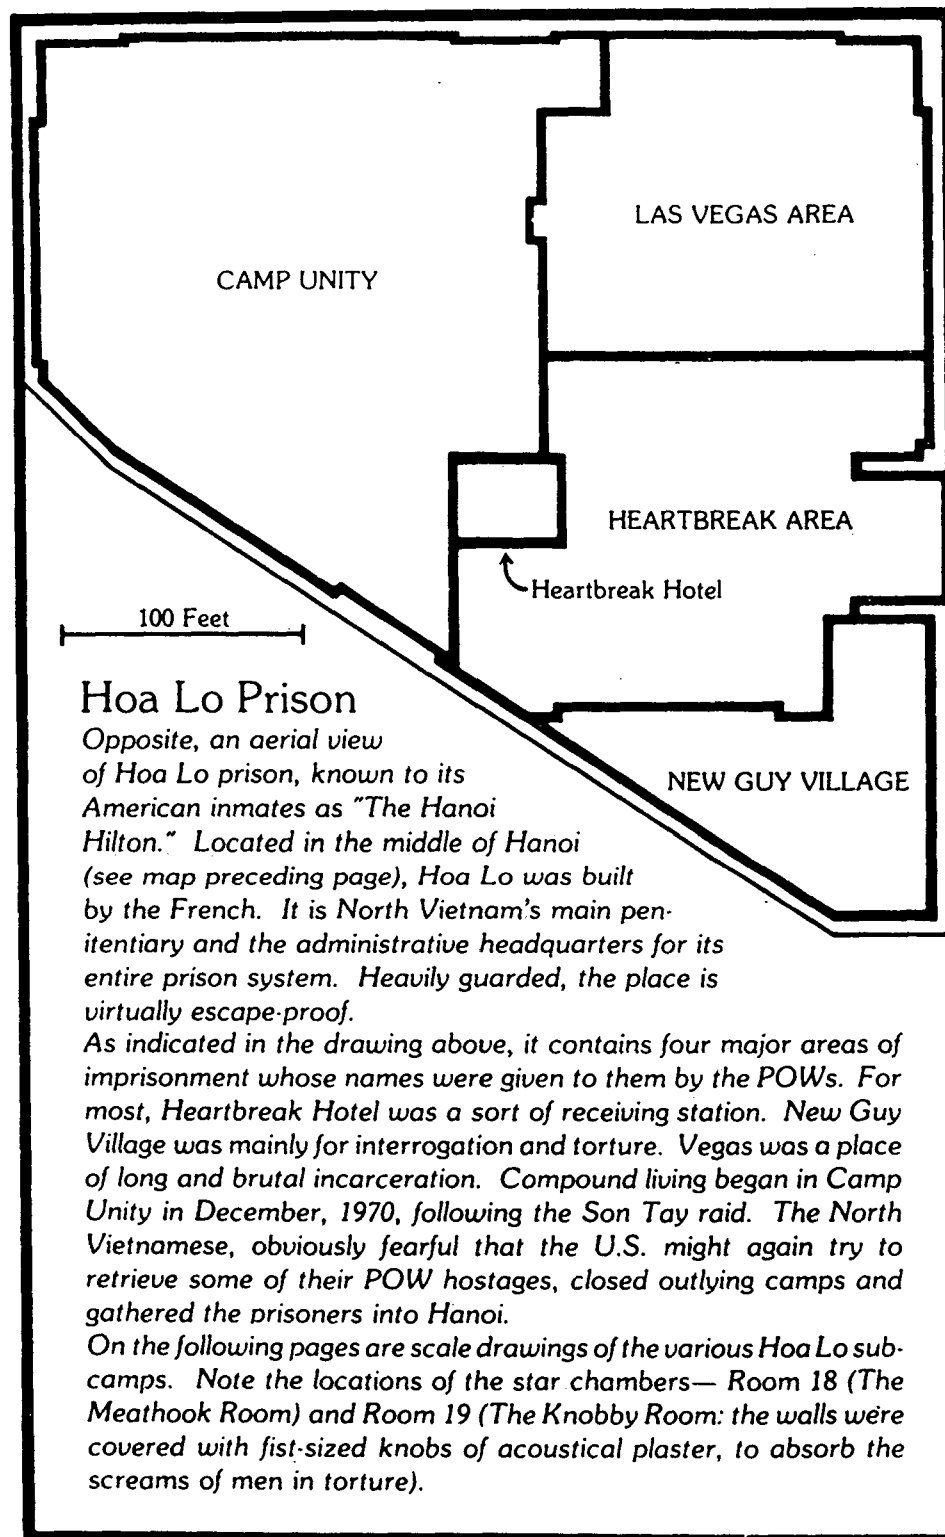 LAS VEGAS AREA
CAMP UNITY
HEARTBREAK AREA
Heartbreak Hotel
100 Feet
NEW GUY VILLAGE
Hoa Lo Prison
Opposite, an aerial view
of Hoa Lo prison, known to its
American inmates as "The Hanoi
Hilton." Located in the middle of Hanoi
(see map preceding page), Hoa Lo was built
by the French. It is North Vietnam's main pen-
itentiary and the administrative headquarters for its
entire prison system. Heavily guarded, the place is
virtually escape-proof.
As indicated in the drawing above, it contains four major areas of
imprisonment whose names were given to them by the POWs. For
most, Heartbreak Hotel was a sort of receiving station. New Guy
Village was mainly for interrogation and torture. Vegas was a place
of long and brutal incarceration. Compound living began in Camp
Unity in December, 1970, following the Son Tay raid. The North
Vietnamese, obviously fearful that the U.S. might again try to
retrieve some of their POW hostages, closed outlying camps and
gathered the prisoners into Hanoi.
On the following pages are scale drawings of the various Hoa Lo sub-
camps. Note the locations of the star chambers— Room 18 (The
Meathook Room) and Room 19 (The Knobby Room: the walls were
covered with fist-sized knobs of acoustical plaster, to absorb the
screams of men in torture).